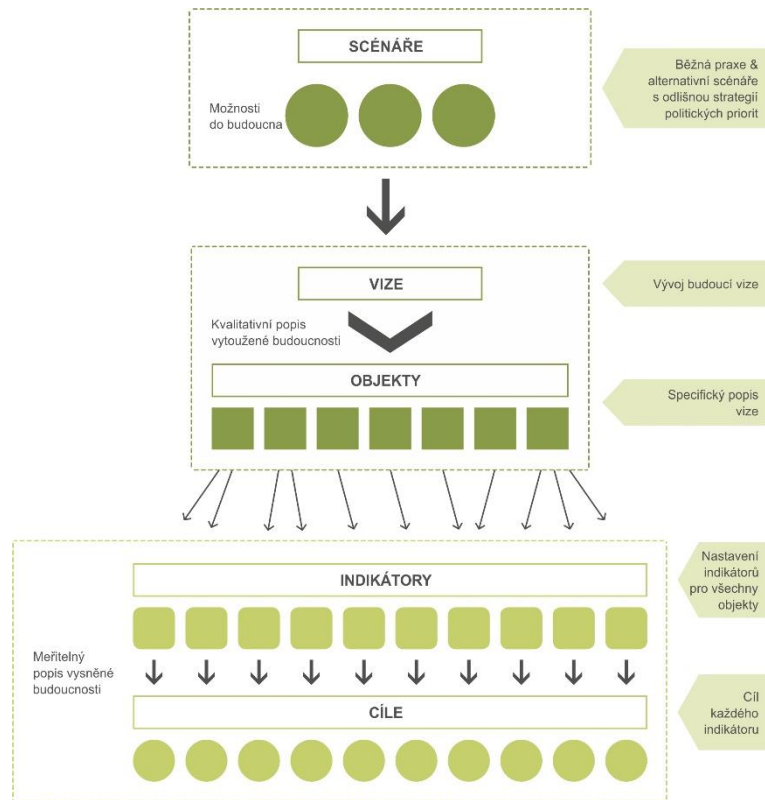 SCÉNÁŘE
Možnosti
do budoucna
Běžná praxe &
alternativní scénáře
s odlišnou strategií
politických priorit
VIZE
Vývoj budoucí vize
Kvalitativní popis
vytoužené budoucnosti
OBJEKTY
Specifický popis
vize
INDIKÁTORY
Nastavení
indikátorů
pro všechny
objekty
Meřitelný
popis vysněné
budoucnosti
CÍLE
Cíl
každého
indikátoru